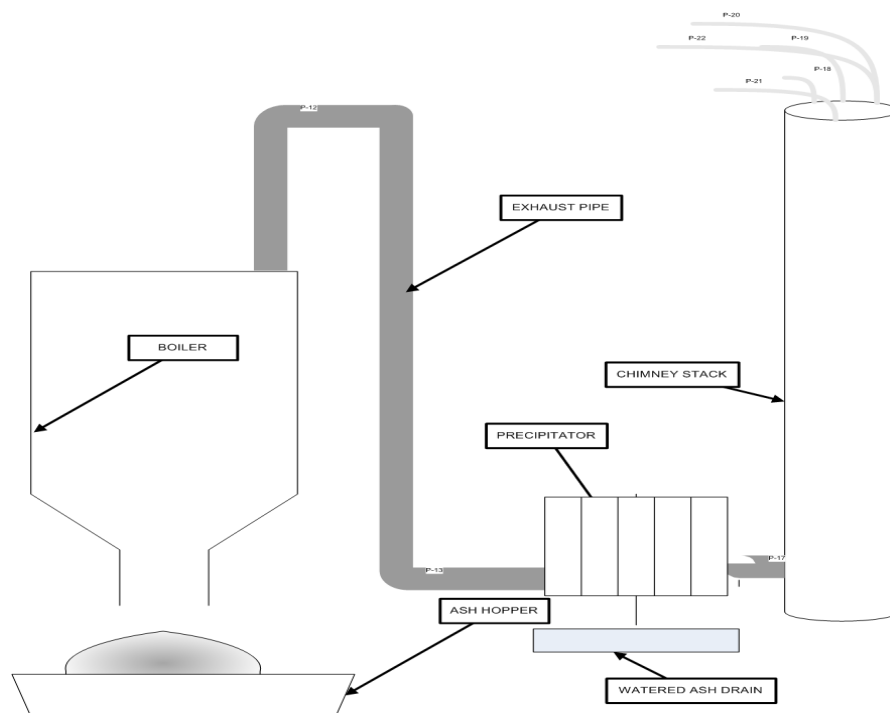 P-20
P-22
P-19
P-18
P-21
P-12
EXHAUST PIPE
BOILER
CHIMNEY STACK
PRECIPITATOR
P-17
P-13
ASH HOPPER
WATERED ASH DRAIN